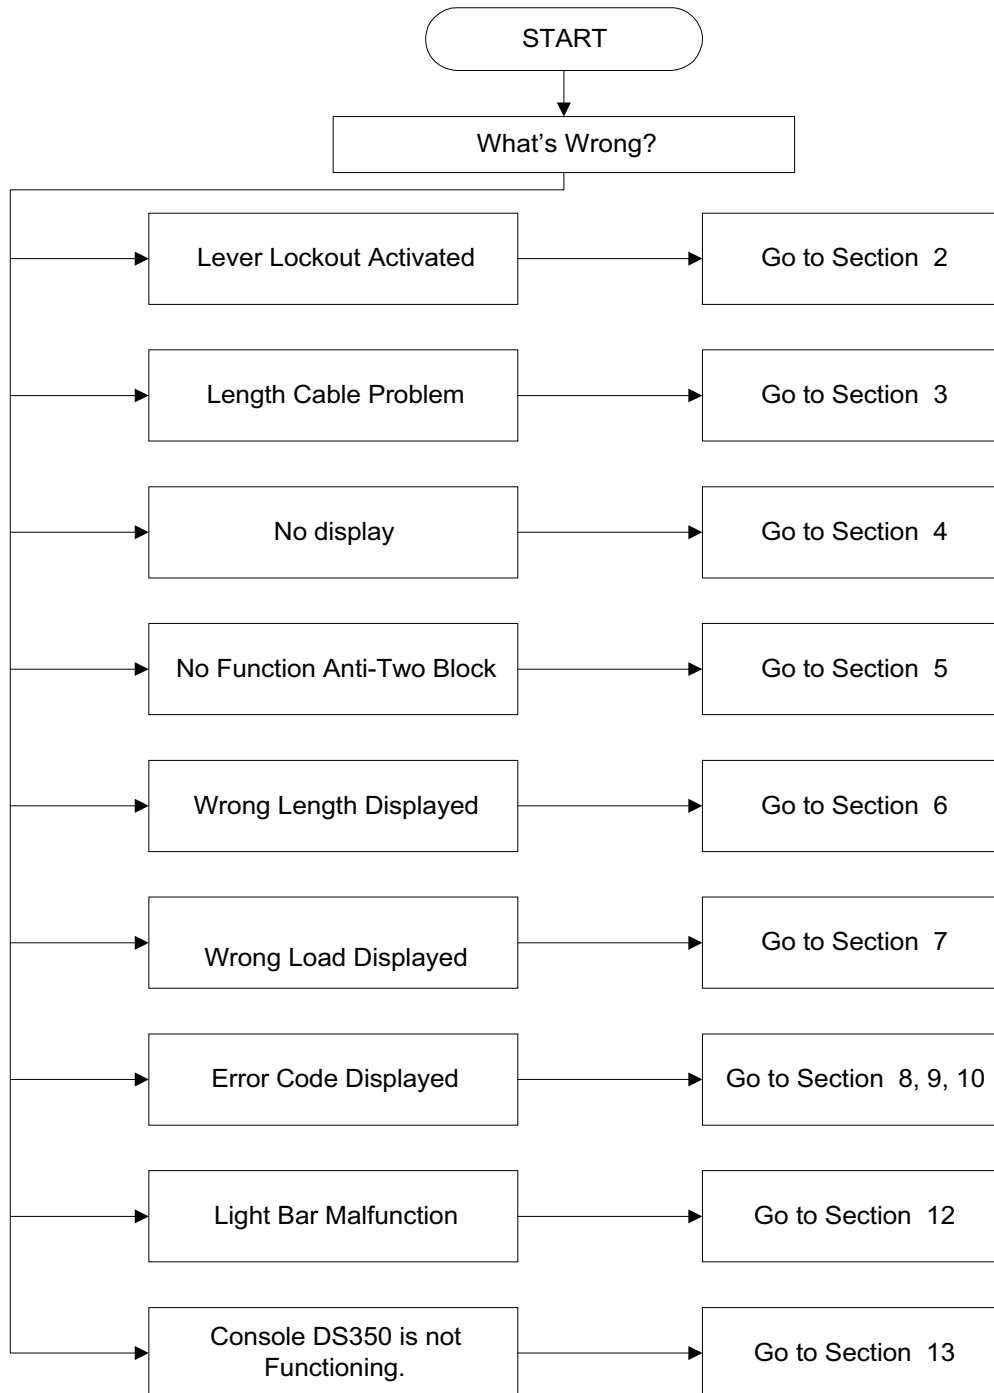 START
What's Wrong?
Lever Lockout Activated
Go to Section 2
Length Cable Problem
Go to Section 3
No display
Go to Section 4
No Function Anti-Two Block
Go to Section 5
Wrong Length Displayed
Go to Section 6
Wrong Load Displayed
Go to Section 7
Error Code Displayed
Go to Section 8, 9, 10
Light Bar Malfunction
Go to Section 12
Console DS350 is not
Functioning.
Go to Section 13